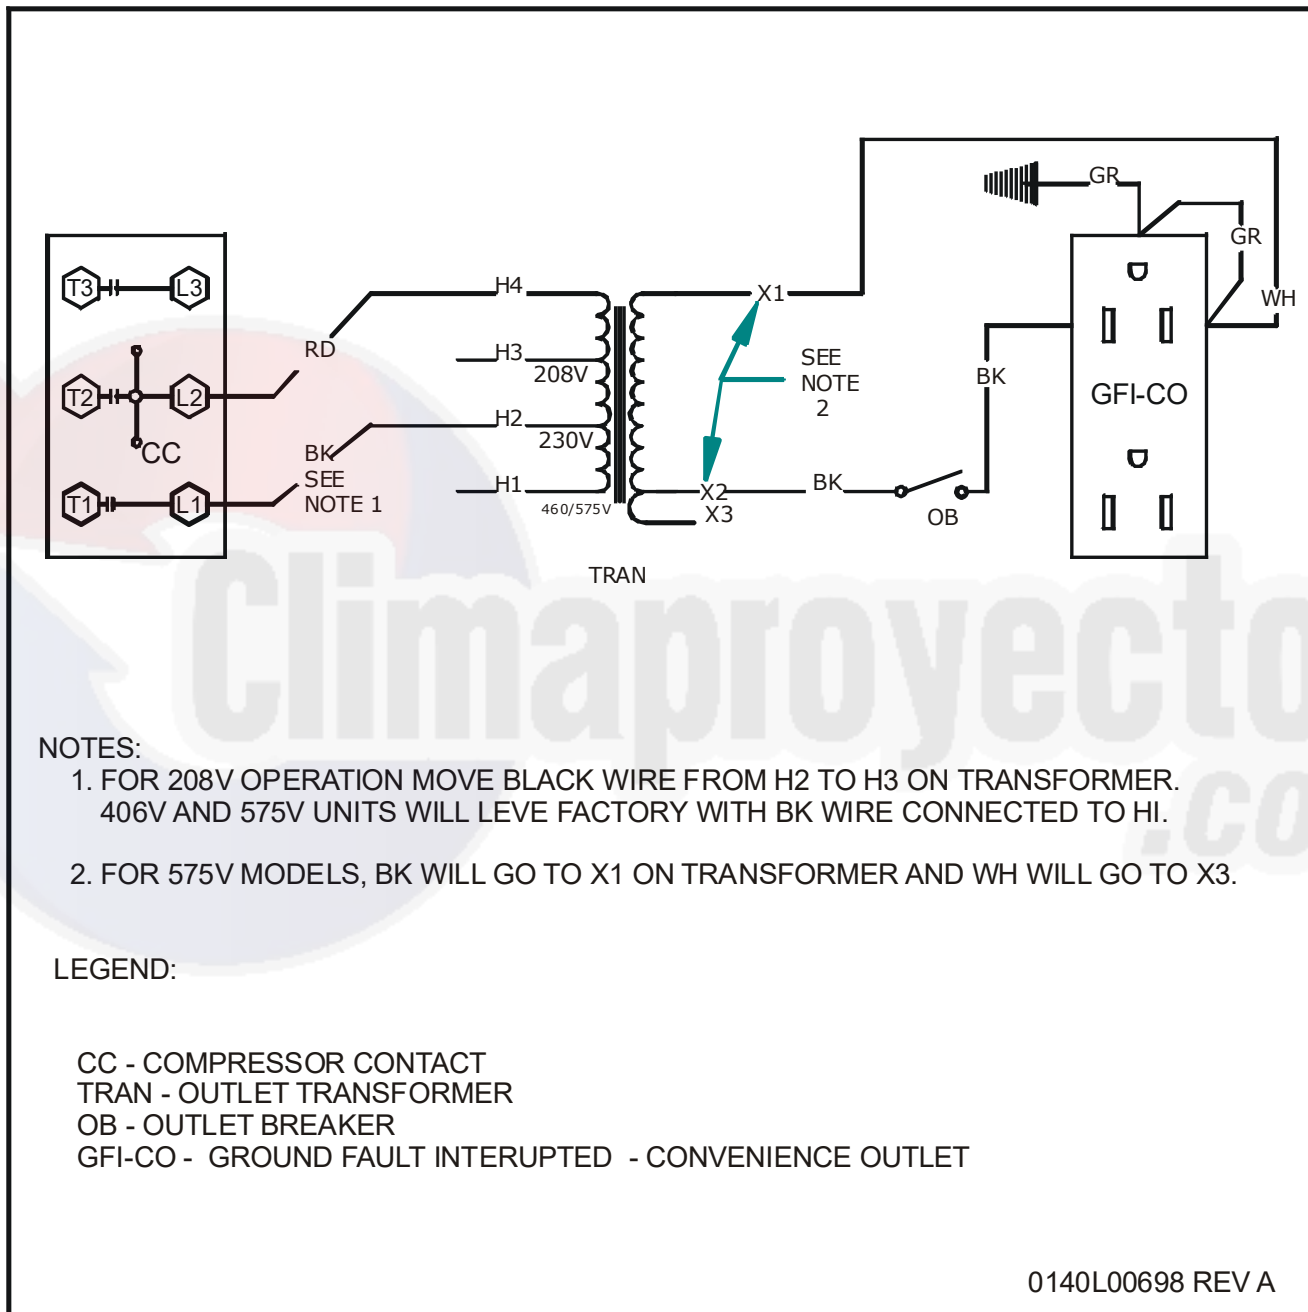 GR
GR
WH
T3
L3
H4
X1
RD
H3
208V
SEE
NOTE
2
BK
GFI-CO
T2
L2
H2
230V
CC
BK
SEE
NOTE 1
T1
L1
H1
460/575V
X2
X3
BK
OB
TRAN
Climaproyecto
.co
NOTES:
1. FOR 208V OPERATION MOVE BLACK WIRE FROM H2 TO H3 ON TRANSFORMER.
406V AND 575V UNITS WILL LEVE FACTORY WITH BK WIRE CONNECTED TO HI.
2. FOR 575V MODELS, BK WILL GO TO X1 ON TRANSFORMER AND WH WILL GO TO X3.
LEGEND:
CC - COMPRESSOR CONTACT
TRAN - OUTLET TRANSFORMER
OB - OUTLET BREAKER
GFI-CO - GROUND FAULT INTERUPTED - CONVENIENCE OUTLET
0140L00698 REV A